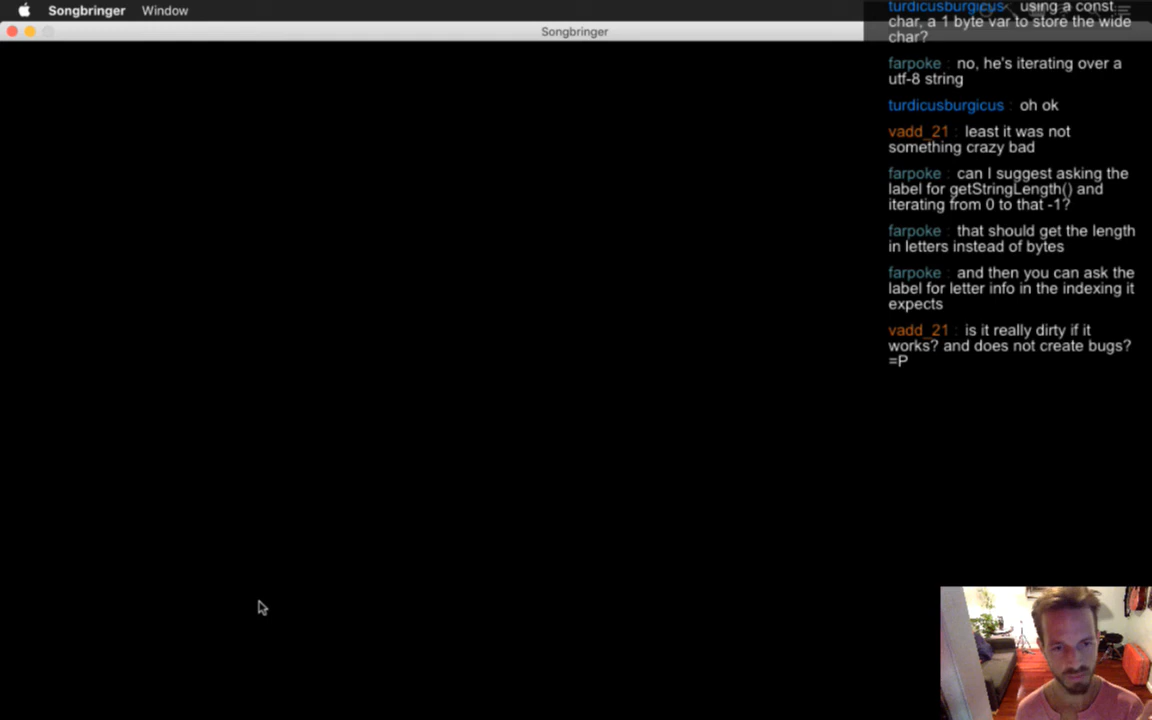 Songbringer Window
Songbringer
turdicusburgicus : using a const
char, a 1 byte var to store the wide
char?
farpoke : no, he's iterating over a
utf-8 string
turdicusburgicus : oh ok
vadd_21 : least it was not
something crazy bad
farpoke : can I suggest asking the
label for getStringLength() and
iterating from 0 to that -1?
farpoke : that should get the length
in letters instead of bytes
farpoke : and then you can ask the
label for letter info in the indexing it
expects
vadd_21 : is it really dirty if it
works? and does not create bugs?
=P